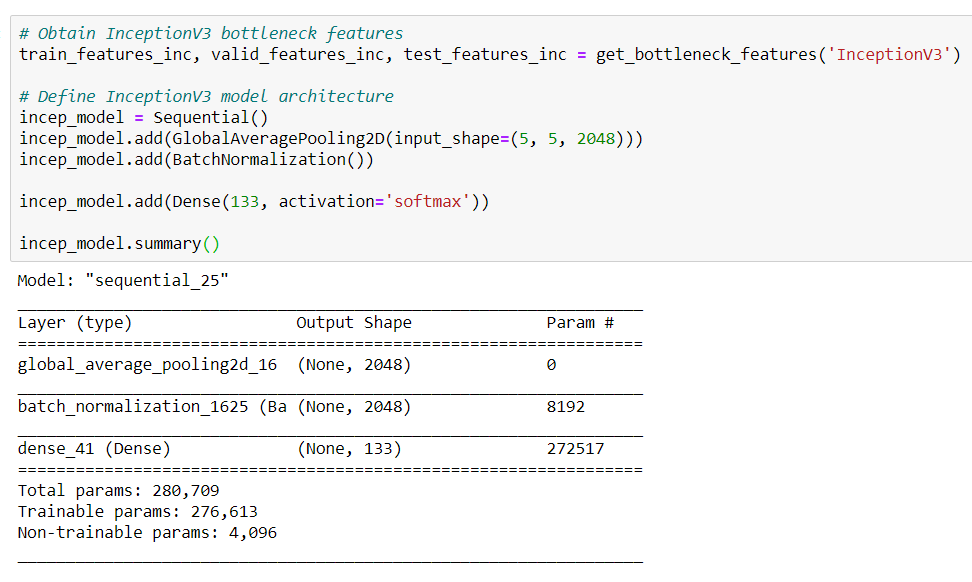 # Obtain InceptionV3 bottleneck features
train_features_inc, valid_features_inc, test_features_inc = get_bottleneck_features('InceptionV3')
# Define InceptionV3 model architecture
incep_model = Sequential()
incep_model.add(GlobalAveragePooling2D(input_shape=(5, 5, 2048)))
incep_model.add(BatchNormalization())
incep_model.add(Dense(133, activation='softmax'))
incep_model.summary()
Model: "sequential_25"
_________________________________________________________________
Layer (type)                 Output Shape              Param #
=================================================================
global_average_pooling2d_16  (None, 2048)              0
_________________________________________________________________
batch_normalization_1625 (Ba (None, 2048)              8192
_________________________________________________________________
dense_41 (Dense)             (None, 133)               272517
=================================================================
Total params: 280,709
Trainable params: 276,613
Non-trainable params: 4,096
_________________________________________________________________